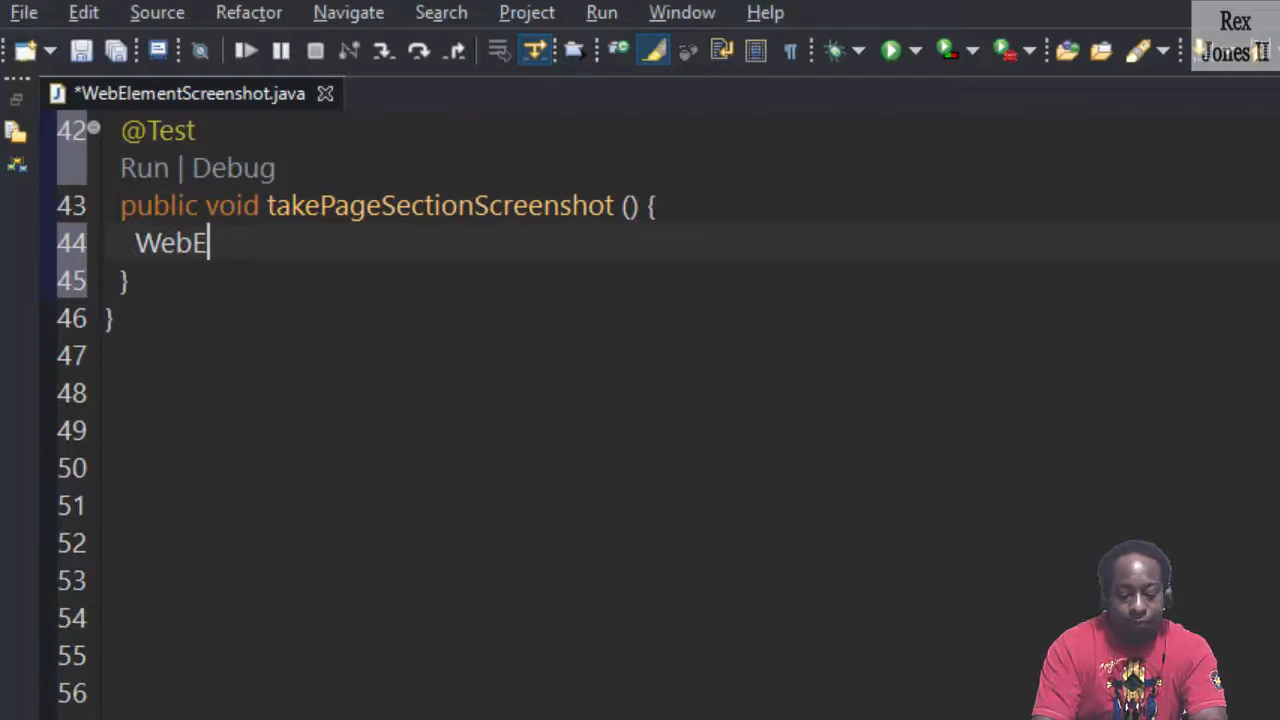 File Edit Source Refactor Navigate Search Project Run Window Help
Rex
Jones II
*WebElementScreenshot.java
42 @Test
Run | Debug
43 public void takePageSectionScreenshot () {
44 WebE
45 }
46 }
47
48
49
50
51
52
53
54
55
56